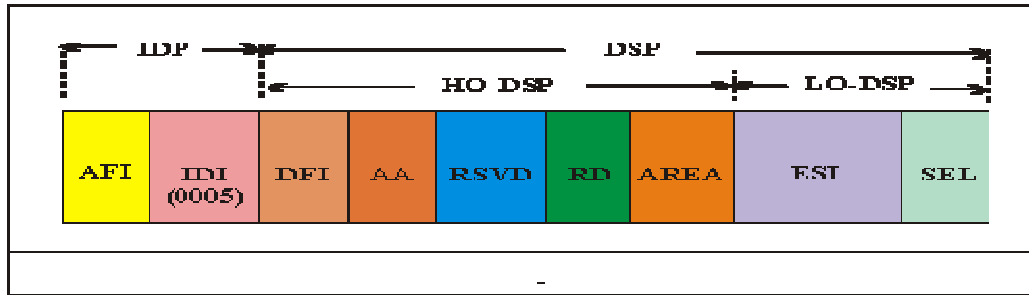 IDP DSP
HO DSP LO-DSP
AFI IDI DFI AA RSVD RD AREA ESI SEL
(0005)
-